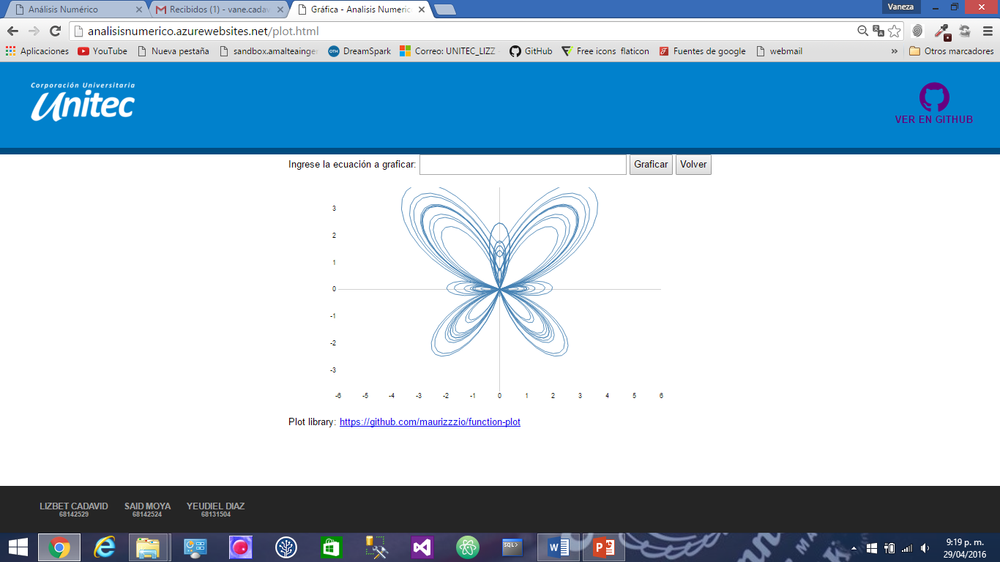 Análisis Numérico
Recibidos (1) - vane.cadav
Gráfica - Analisis Numeric
Vaneza
analisisnumerico.azurewebsites.net/plot.html
Aplicaciones YouTube Nueva pestaña sandbox.amalteainger DreamSpark Correo: UNITEC_LIZZ GitHub Free icons flaticon Fuentes de google webmail » Otros marcadores
Corporación Universitaria
Unitec
VER EN GITHUB
Ingrese la ecuación a graficar: Graficar Volver
3
2
1
0
-1
-2
-3
-6 -5 -4 -3 -2 -1 0 1 2 3 4 5 6
Plot library: https://github.com/maurizzzio/function-plot
LIZBET CADAVID SAID MOYA YEUDIEL DIAZ
68142529 68142524 68131504
9:19 p. m.
29/04/2016